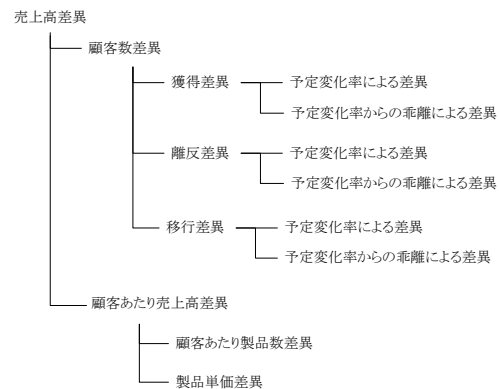 売上高差異
顧客数差異
獲得差異
予定変化率による差異
予定変化率からの乖離による差異
離反差異
予定変化率による差異
予定変化率からの乖離による差異
移行差異
予定変化率による差異
予定変化率からの乖離による差異
顧客あたり売上高差異
顧客あたり製品数差異
製品単価差異